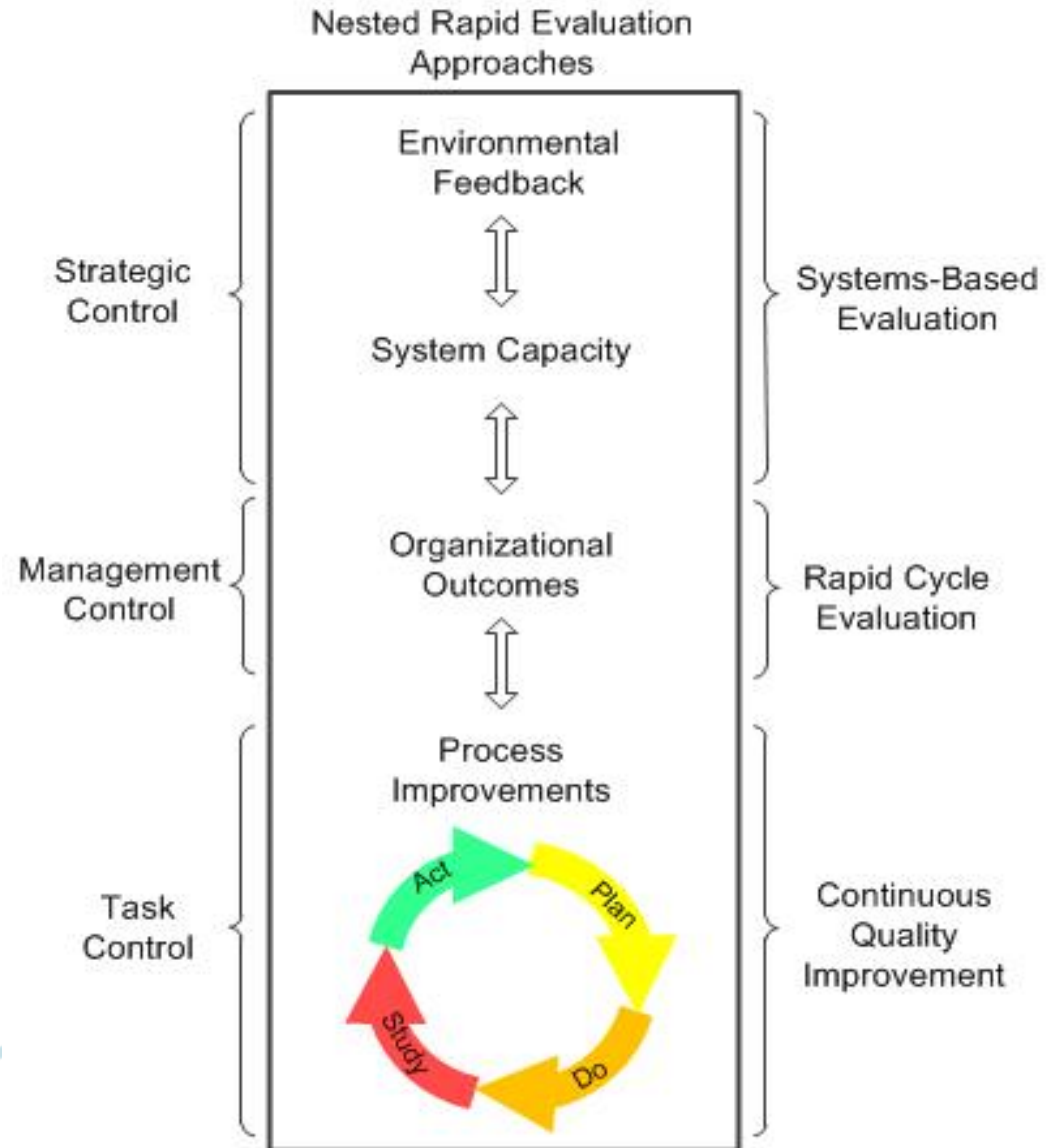 Nested Rapid Evaluation
Approaches
Environmental
Feedback
Strategic
Control
Systems-Based
Evaluation
System Capacity
Organizational
Outcomes
Management
Control
Rapid Cycle
Evaluation
Process
Improvements
Act
Plan
Task
Control
Continuous
Quality
Improvement
Study
Do